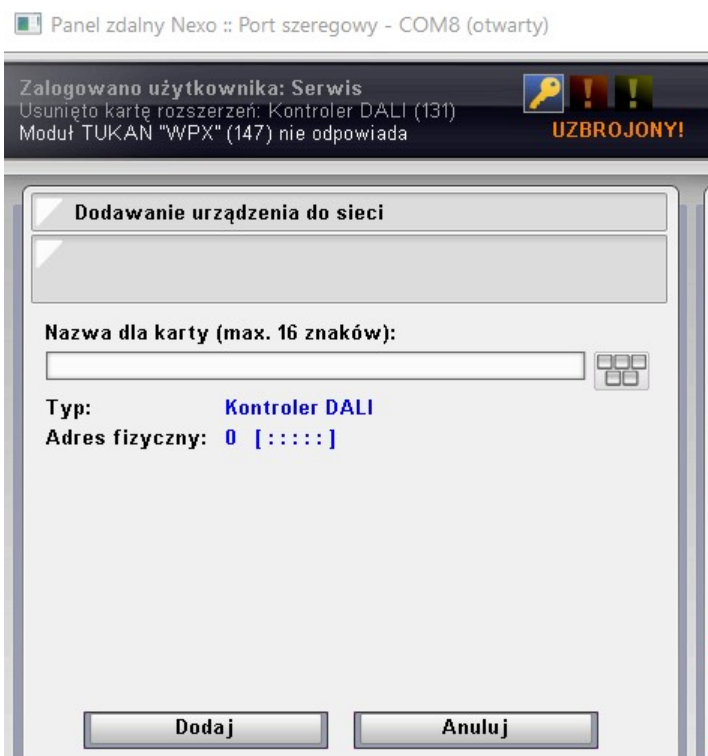 Panel zdalny Nexo :: Port szeregowy - COM8 (otwarty)
Zalogowano użytkownika: Serwis
Usunięto kartę rozszerzeń: Kontroler DALI (131)
Moduł TUKAN "WPX" (147) nie odpowiada
UZBROJONY!
Dodawanie urządzenia do sieci
Nazwa dla karty (max. 16 znaków):
Typ: Kontroler DALI
Adres fizyczny: 0 [:::::]
Dodaj Anuluj